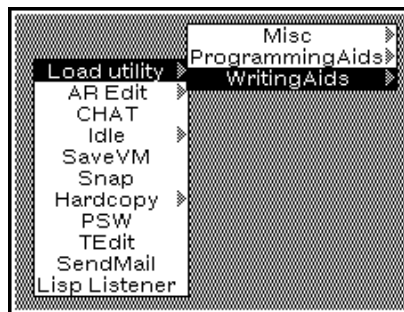 Misc
ProgrammingAids
WritingAids
Load utility
AR Edit
CHAT
Idle
SaveVM
Snap
Hardcopy
PSW
TEdit
SendMail
Lisp Listener